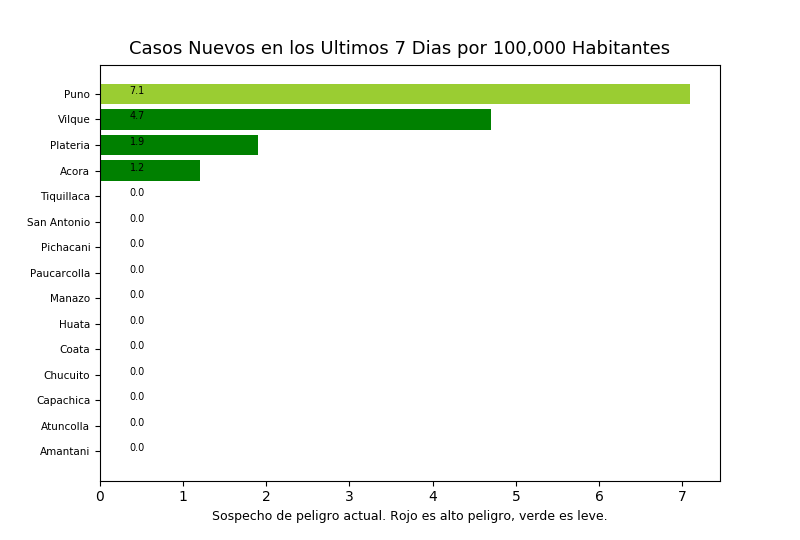 Casos Nuevos en los Ultimos 7 Dias por 100,000 Habitantes
Puno 7.1
Vilque 4.7
Plateria 1.9
Acora 1.2
Tiquillaca 0.0
San Antonio 0.0
Pichacani 0.0
Paucarcolla 0.0
Manazo 0.0
Huata 0.0
Coata 0.0
Chucuito 0.0
Capachica 0.0
Atuncolla 0.0
Amantani 0.0
0 1 2 3 4 5 6 7
Sospecho de peligro actual. Rojo es alto peligro, verde es leve.